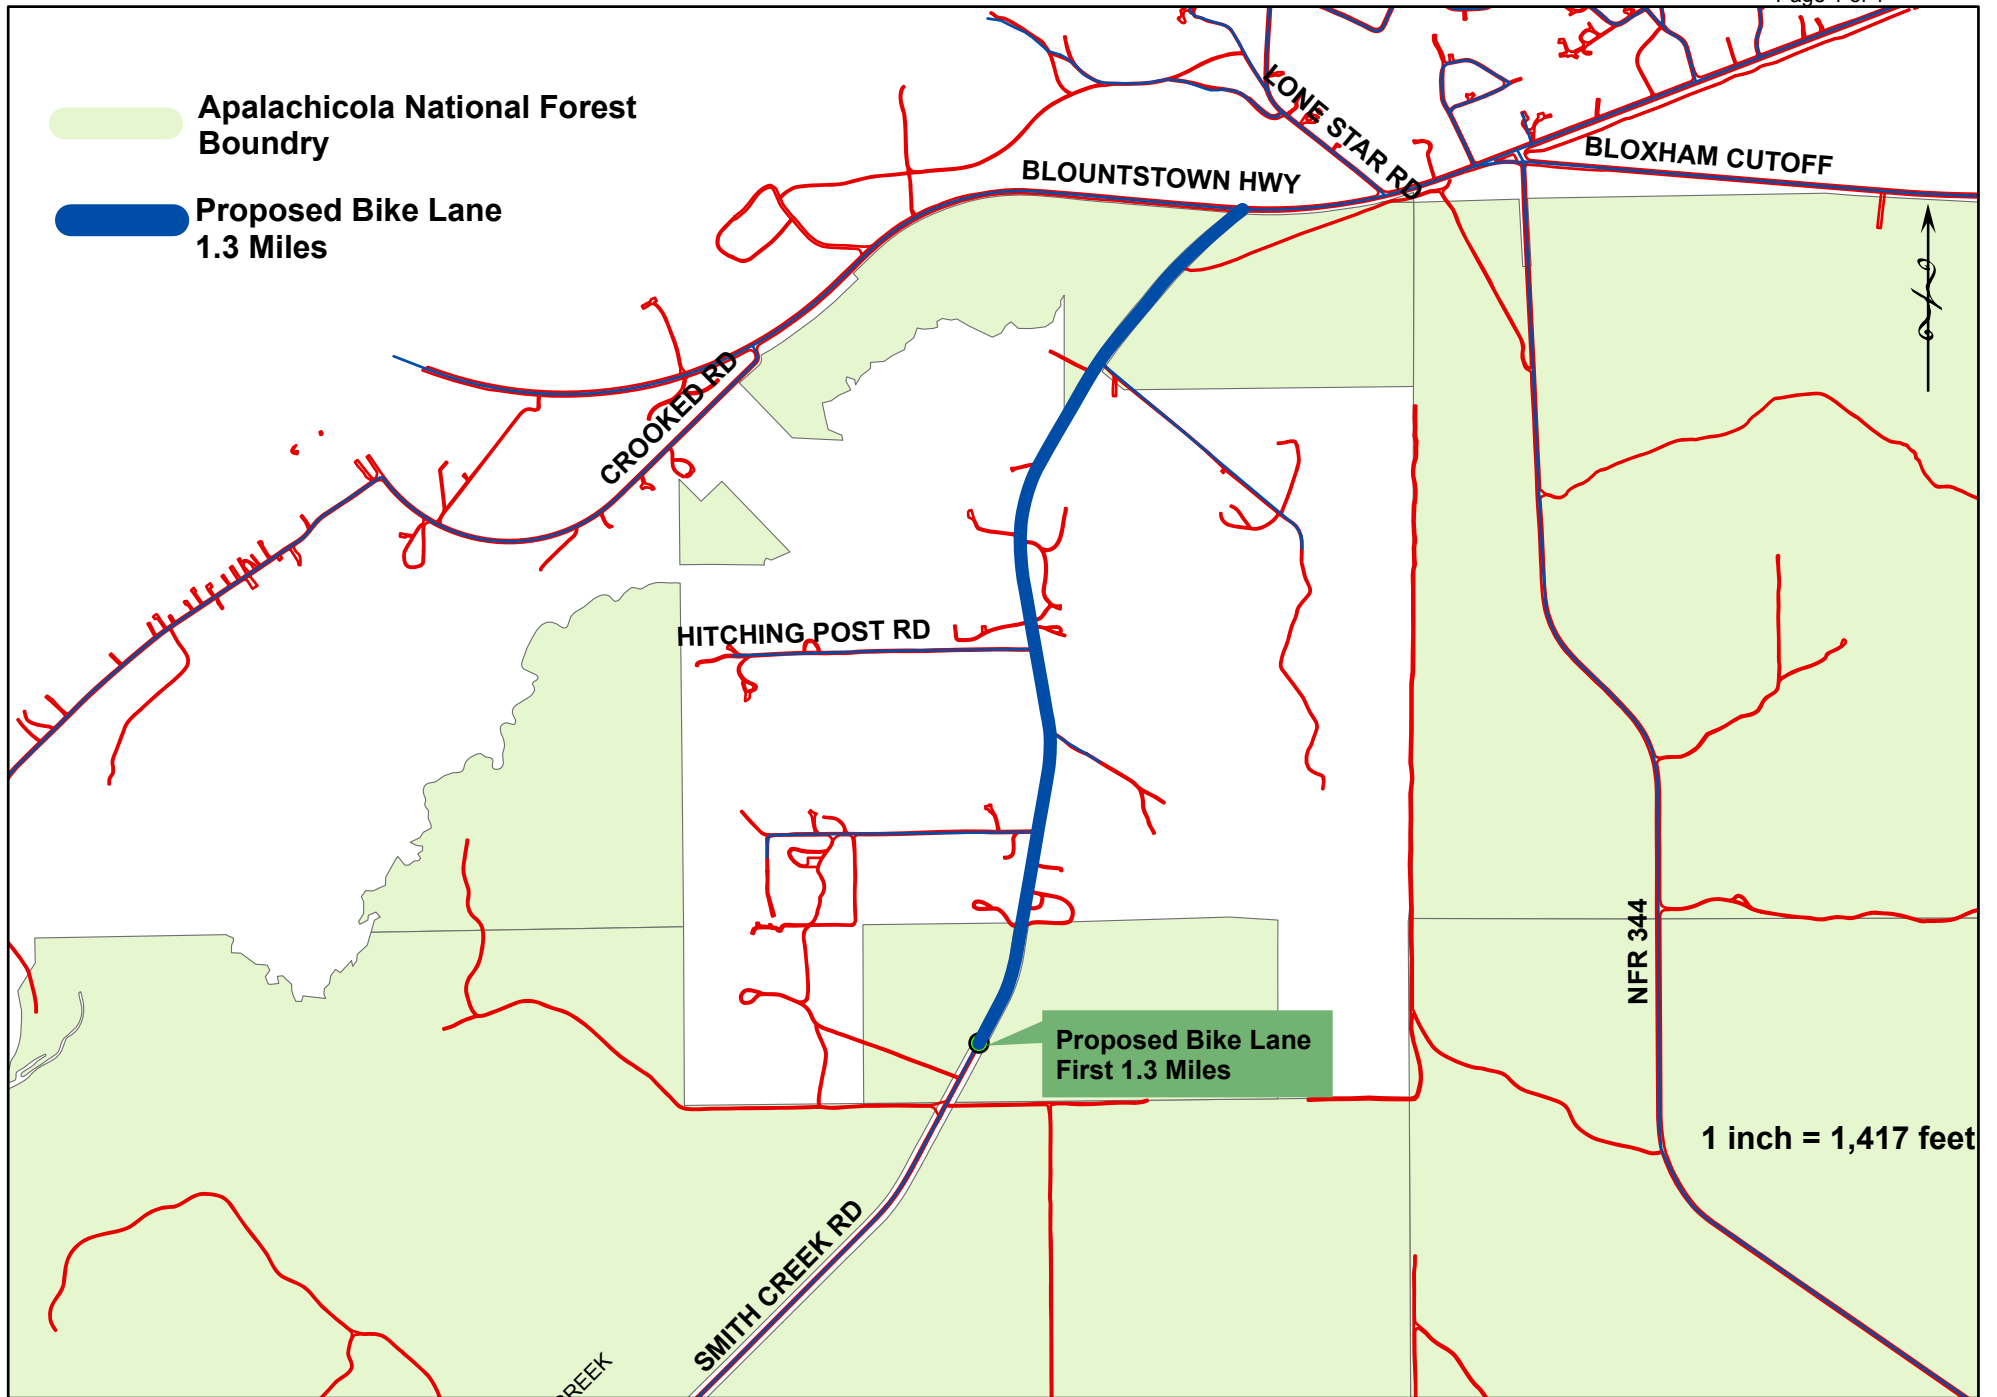 Apalachicola National Forest
Boundry
Proposed Bike Lane
1.3 Miles
LONE STAR RD
BLOUNTSTOWN HWY
BLOXHAM CUTOFF
CROOKED RD
HITCHING POST RD
NFR 344
Proposed Bike Lane
First 1.3 Miles
1 inch = 1,417 feet
SMITH CREEK RD